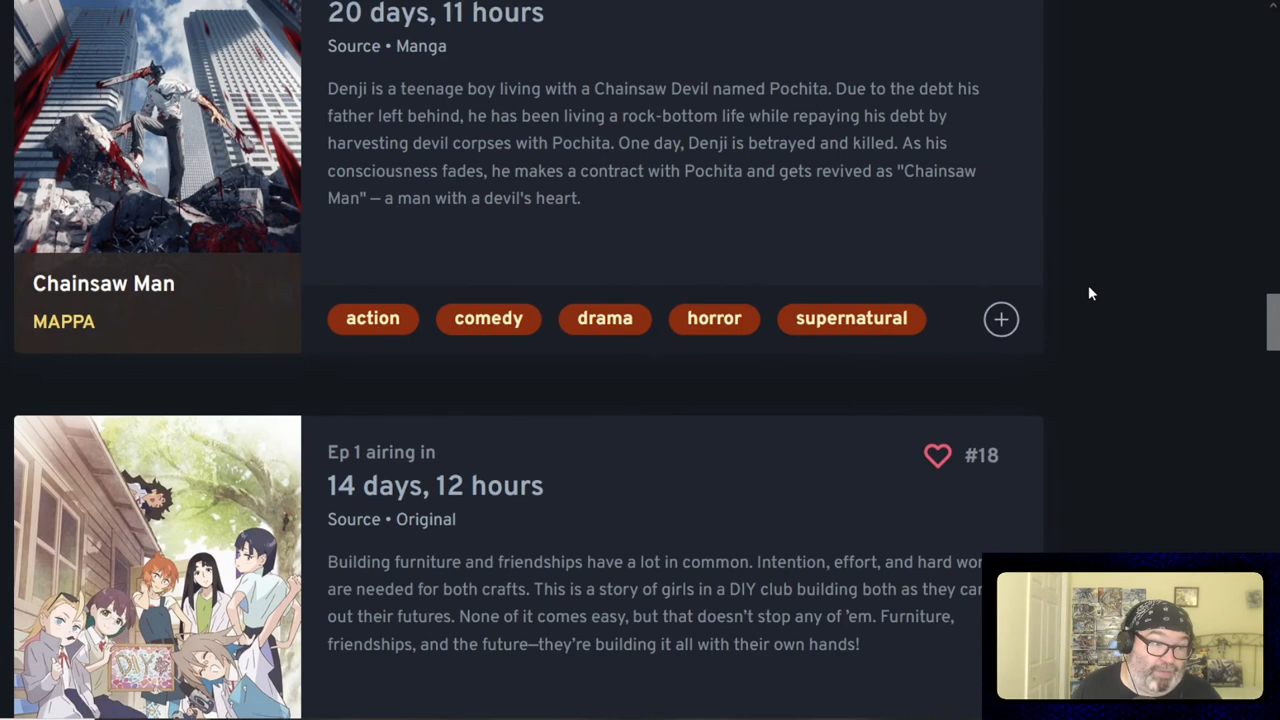 20 days, 11 hours
Source • Manga
Denji is a teenage boy living with a Chainsaw Devil named Pochita. Due to the debt his
father left behind, he has been living a rock-bottom life while repaying his debt by
harvesting devil corpses with Pochita. One day, Denji is betrayed and killed. As his
consciousness fades, he makes a contract with Pochita and gets revived as "Chainsaw
Man" — a man with a devil's heart.
Chainsaw Man
MAPPA
action comedy drama horror supernatural
Ep 1 airing in
#18
14 days, 12 hours
Source • Original
Building furniture and friendships have a lot in common. Intention, effort, and hard wor
are needed for both crafts. This is a story of girls in a DIY club building both as they car
out their futures. None of it comes easy, but that doesn't stop any of 'em. Furniture,
friendships, and the future—they're building it all with their own hands!
DIY